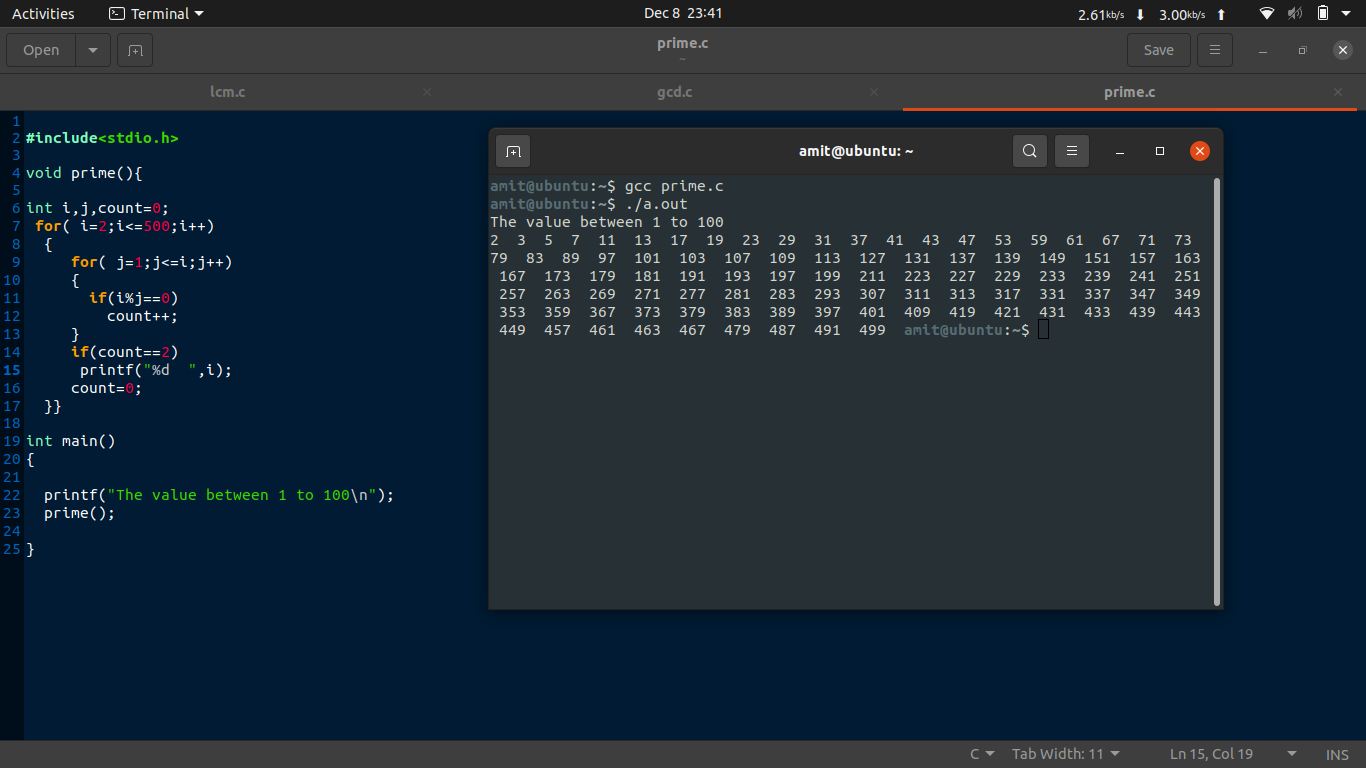 Activities Terminal Dec 8 23:41 2.61kb/s ⬇ 3.00kb/s ⬆
Open prime.c Save
~
lcm.c × gcd.c × prime.c ×
1
2 #include<stdio.h>
3
4 void prime(){
5
6 int i,j,count=0;
7 for( i=2;i<=500;i++)
8 {
9 for( j=1;j<=i;j++)
10 {
11 if(i%j==0)
12 count++;
13 }
14 if(count==2)
15 printf("%d  ",i);
16 count=0;
17 }}
18
19 int main()
20 {
21
22 printf("The value between 1 to 100\n");
23 prime();
24
25 }
amit@ubuntu: ~
amit@ubuntu:~$ gcc prime.c
amit@ubuntu:~$ ./a.out
The value between 1 to 100
2 3 5 7 11 13 17 19 23 29 31 37 41 43 47 53 59 61 67 71 73
79 83 89 97 101 103 107 109 113 127 131 137 139 149 151 157 163
167 173 179 181 191 193 197 199 211 223 227 229 233 239 241 251
257 263 269 271 277 281 283 293 307 311 313 317 331 337 347 349
353 359 367 373 379 383 389 397 401 409 419 421 431 433 439 443
449 457 461 463 467 479 487 491 499 amit@ubuntu:~$
C Tab Width: 11 Ln 15, Col 19 INS